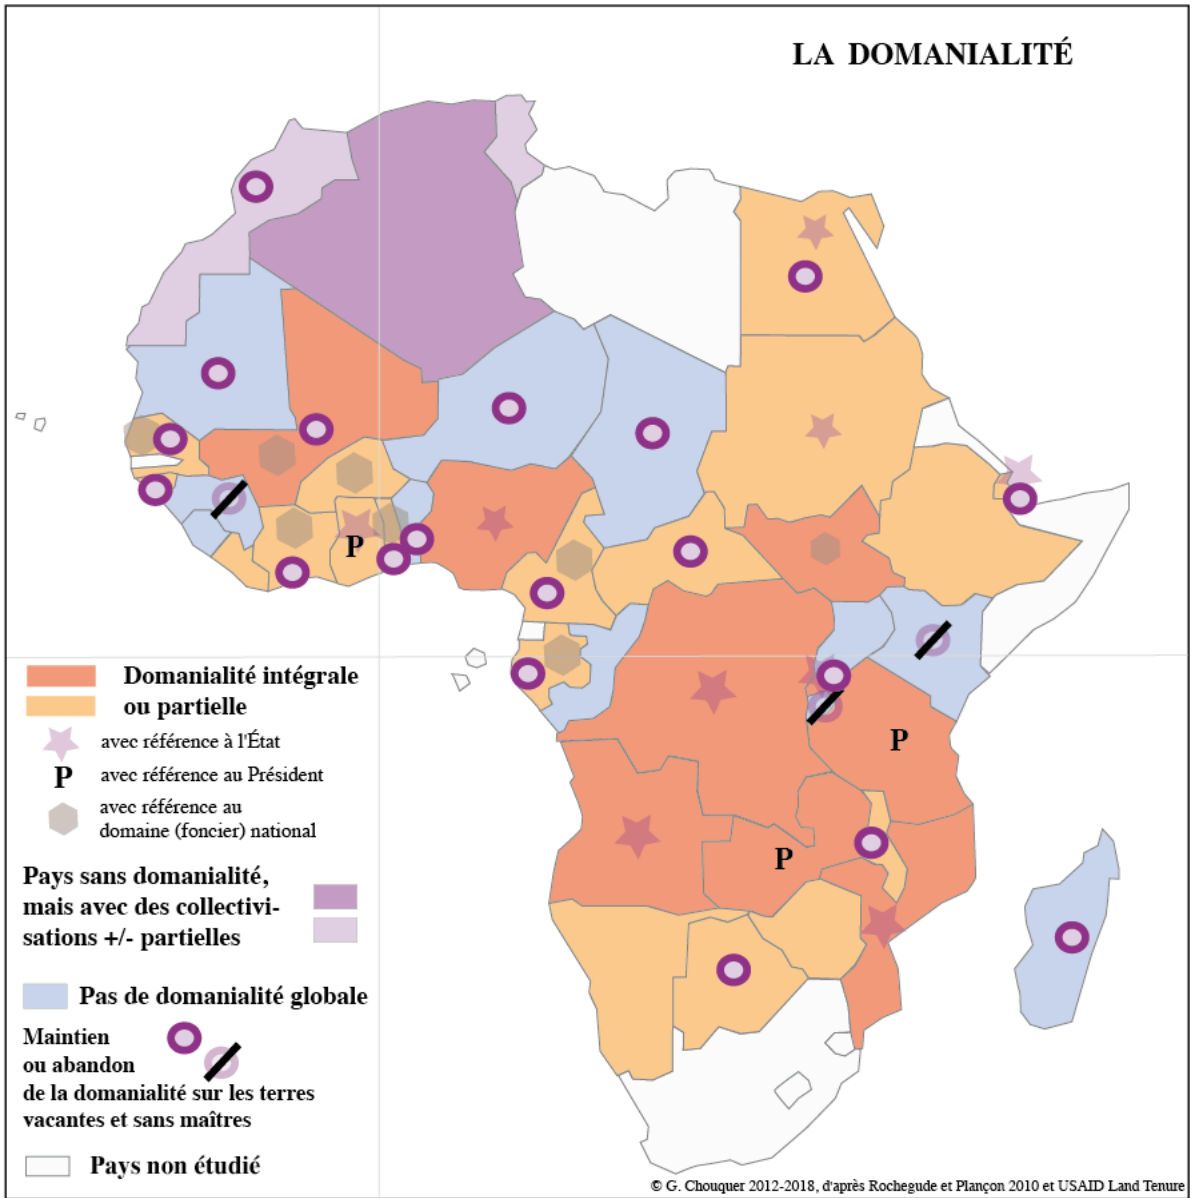 LA DOMANIALITÉ
P
P
P
Domanialité intégrale
ou partielle
avec référence à l'État
P
avec référence au Président
avec référence au
domaine (foncier) national
Pays sans domanialité,
mais avec des collectivi-
sations +/- partielles
Pas de domanialité globale
Maintien
ou abandon
de la domanialité sur les terres
vacantes et sans maîtres
Pays non étudié
© G. Chouquer 2012-2018, d'après Rochegude et Plançon 2010 et USAID Land Tenure